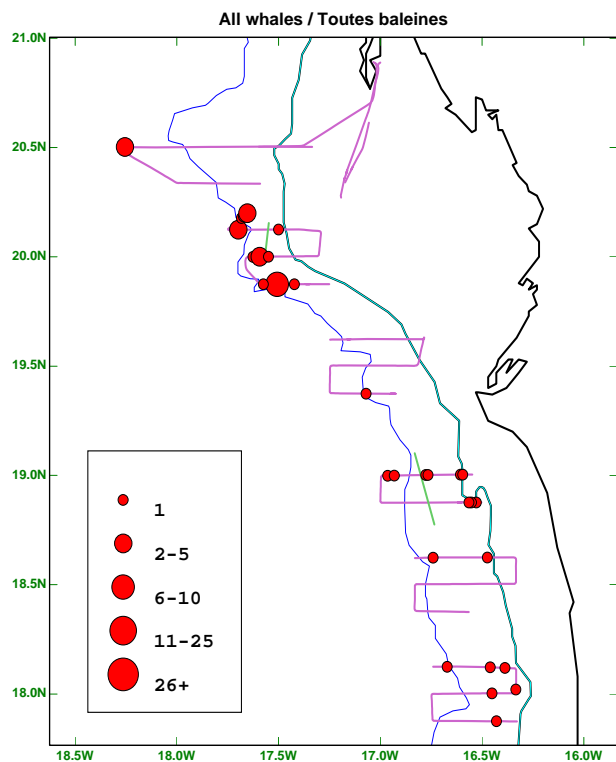 All whales / Toutes baleines
21.0N
20.5N
20.0N
19.5N
19.0N
18.5N
18.0N
1
2-5
6-10
11-25
26+
18.5W 18.0W 17.5W 17.0W 16.5W 16.0W